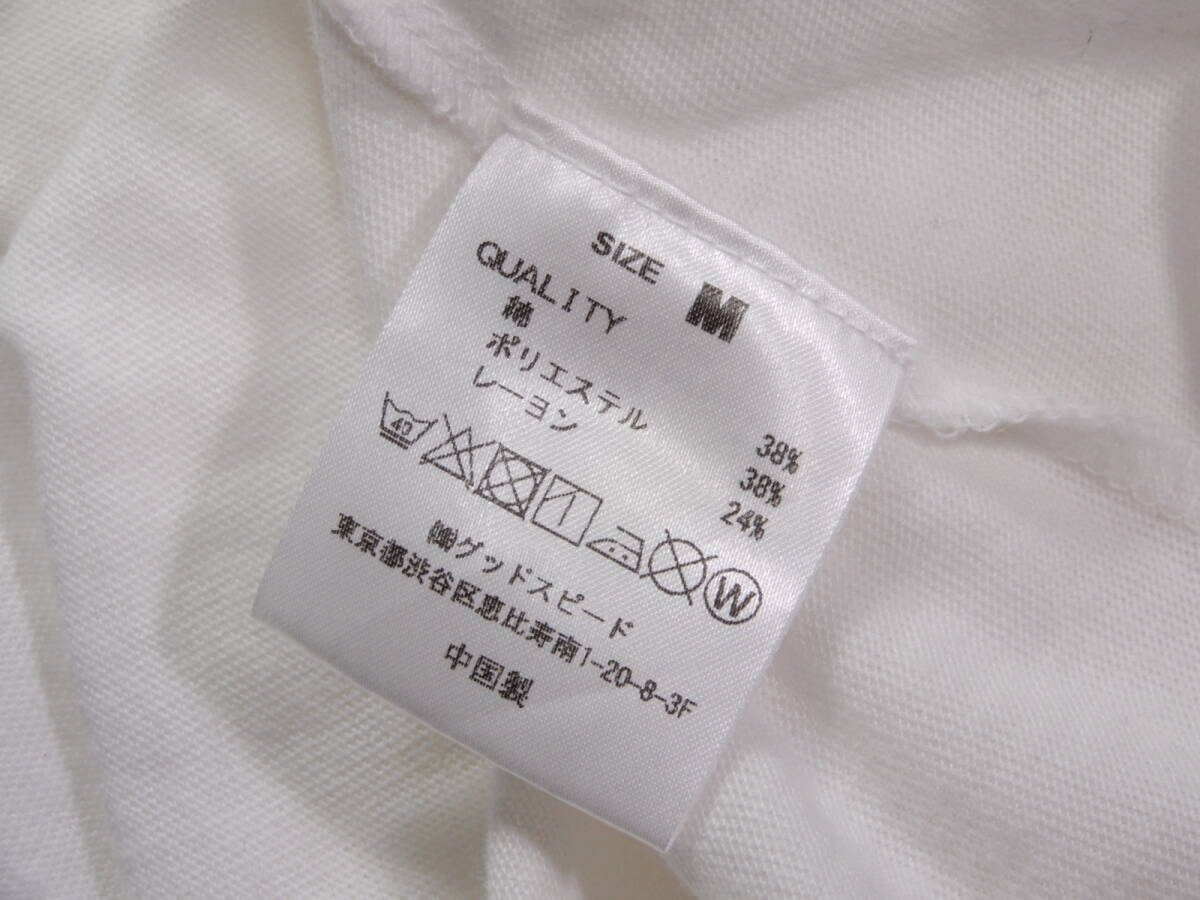 SIZE M
QUALITY
綿 38%
ポリエステル 38%
レーヨン 24%
40
W
㈱グッドスピード
東京都渋谷区恵比寿南1-20-8-3F
中国製